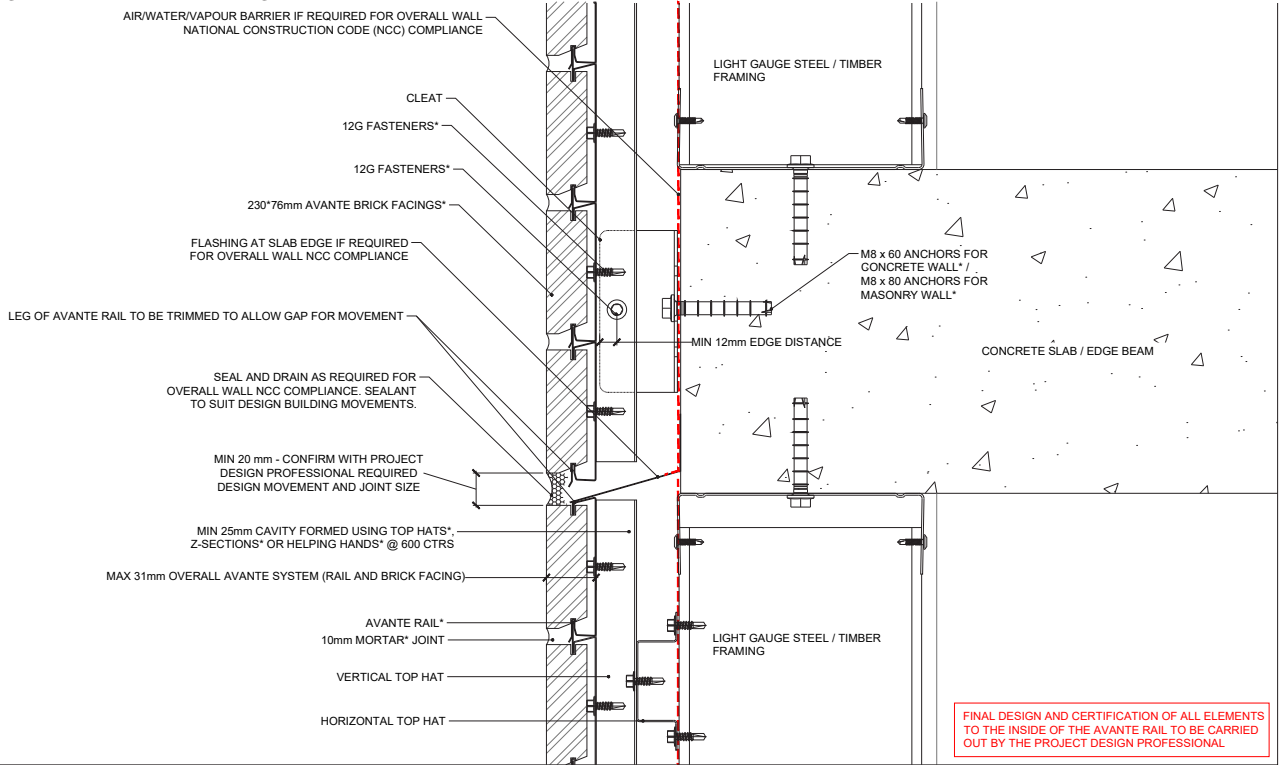 AIR/WATER/VAPOUR BARRIER IF REQUIRED FOR OVERALL WALL
NATIONAL CONSTRUCTION CODE (NCC) COMPLIANCE
CLEAT
12G FASTENERS*
12G FASTENERS*
230*76mm AVANTE BRICK FACINGS*
FLASHING AT SLAB EDGE IF REQUIRED
FOR OVERALL WALL NCC COMPLIANCE
LEG OF AVANTE RAIL TO BE TRIMMED TO ALLOW GAP FOR MOVEMENT
SEAL AND DRAIN AS REQUIRED FOR
OVERALL WALL NCC COMPLIANCE. SEALANT
TO SUIT DESIGN BUILDING MOVEMENTS.
MIN 20 mm - CONFIRM WITH PROJECT
DESIGN PROFESSIONAL REQUIRED
DESIGN MOVEMENT AND JOINT SIZE
MIN 25mm CAVITY FORMED USING TOP HATS*,
Z-SECTIONS* OR HELPING HANDS* @ 600 CTRS
MAX 31mm OVERALL AVANTE SYSTEM (RAIL AND BRICK FACING)
AVANTE RAIL*
10mm MORTAR* JOINT
VERTICAL TOP HAT
HORIZONTAL TOP HAT
LIGHT GAUGE STEEL / TIMBER
FRAMING
M8 x 60 ANCHORS FOR
CONCRETE WALL* /
M8 x 80 ANCHORS FOR
MASONRY WALL*
MIN 12mm EDGE DISTANCE
CONCRETE SLAB / EDGE BEAM
LIGHT GAUGE STEEL / TIMBER
FRAMING
FINAL DESIGN AND CERTIFICATION OF ALL ELEMENTS
TO THE INSIDE OF THE AVANTE RAIL TO BE CARRIED
OUT BY THE PROJECT DESIGN PROFESSIONAL